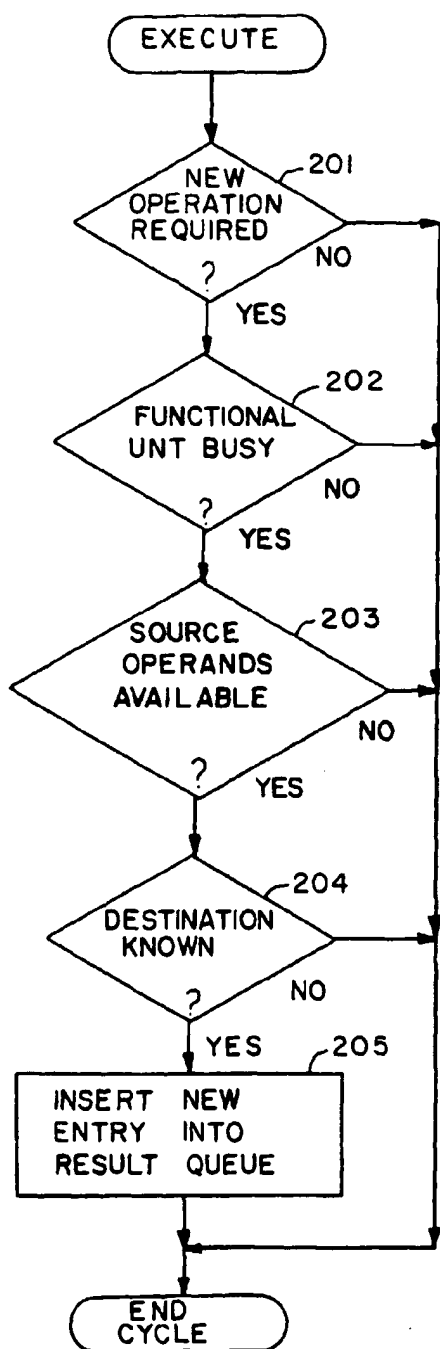 EXECUTE
201
NEW
OPERATION
REQUIRED
?
NO
YES
202
FUNCTIONAL
UNT BUSY
?
NO
YES
203
SOURCE
OPERANDS
AVAILABLE
?
NO
YES
204
DESTINATION
KNOWN
?
NO
YES
205
INSERT NEW
ENTRY INTO
RESULT QUEUE
END
CYCLE